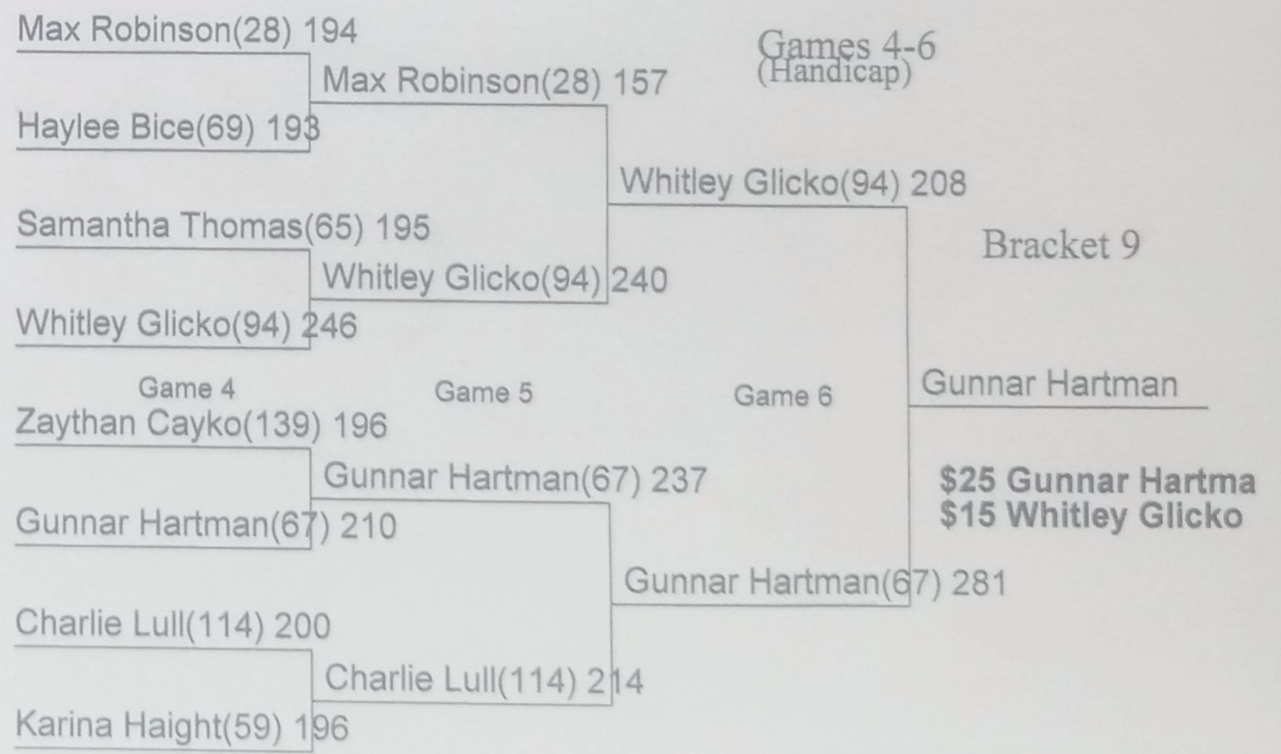 Max Robinson(28) 194
Games 4-6
(Handicap)
Max Robinson(28) 157
Haylee Bice(69) 193
Whitley Glicko(94) 208
Samantha Thomas(65) 195
Bracket 9
Whitley Glicko(94) 240
Whitley Glicko(94) 246
Game 4
Game 5
Game 6
Gunnar Hartman
Zaythan Cayko(139) 196
Gunnar Hartman(67) 237
$25 Gunnar Hartma
$15 Whitley Glicko
Gunnar Hartman(67) 210
Gunnar Hartman(67) 281
Charlie Lull(114) 200
Charlie Lull(114) 214
Karina Haight(59) 196